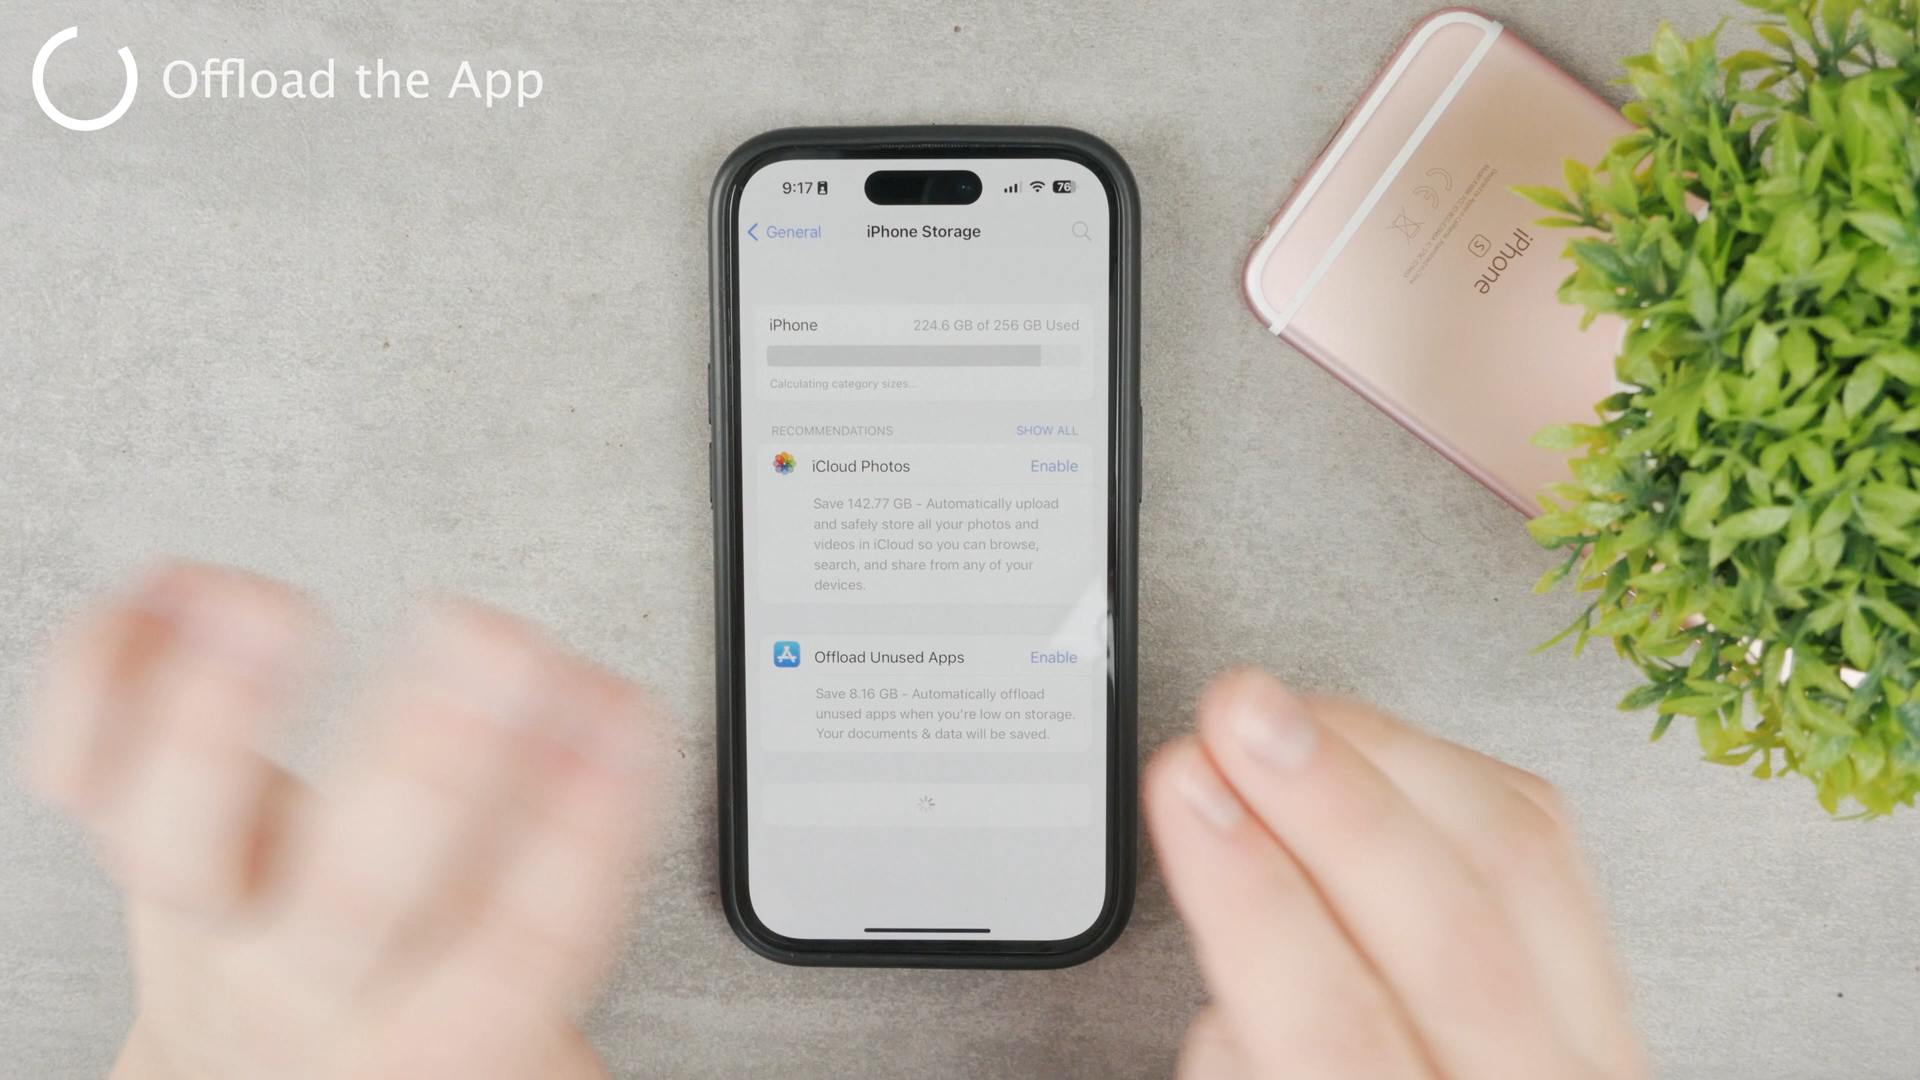 Offload the App
9:17
76
General
iPhone Storage
iPhone
224.6 GB of 256 GB Used
Calculating category sizes...
RECOMMENDATIONS
SHOW ALL
iCloud Photos
Enable
Save 142.77 GB - Automatically upload
and safely store all your photos and
videos in iCloud so you can browse,
search, and share from any of your
devices.
Offload Unused Apps
Enable
Save 8.16 GB - Automatically offload
unused apps when you're low on storage.
Your documents & data will be saved.
iPhone
S